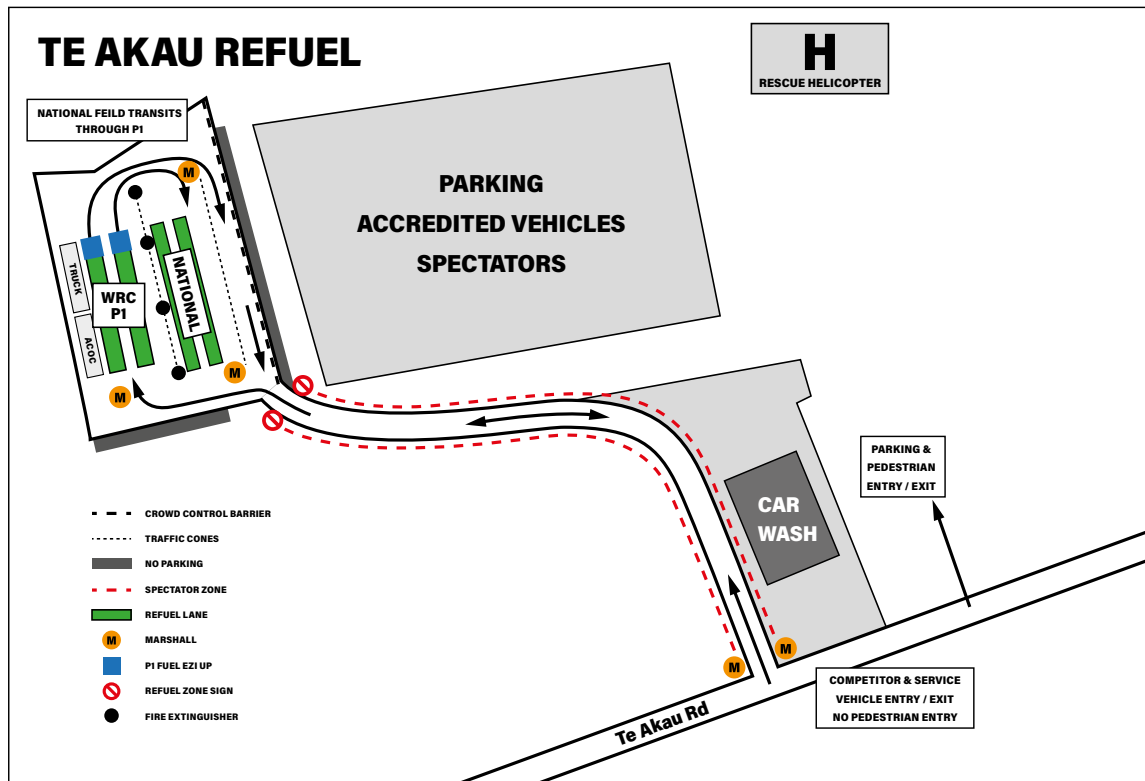 TE AKAU REFUEL
H
RESCUE HELICOPTER
NATIONAL FEILD TRANSITS
THROUGH P1
PARKING
ACCREDITED VEHICLES
SPECTATORS
M
TRUCK
ACOC
WRC
P1
NATIONAL
M
M
CAR
WASH
PARKING &
PEDESTRIAN
ENTRY / EXIT
CROWD CONTROL BARRIER
TRAFFIC CONES
NO PARKING
SPECTATOR ZONE
REFUEL LANE
M MARSHALL
P1 FUEL EZI UP
REFUEL ZONE SIGN
FIRE EXTINGUISHER
M
M
COMPETITOR & SERVICE
VEHICLE ENTRY / EXIT
NO PEDESTRIAN ENTRY
Te Akau Rd